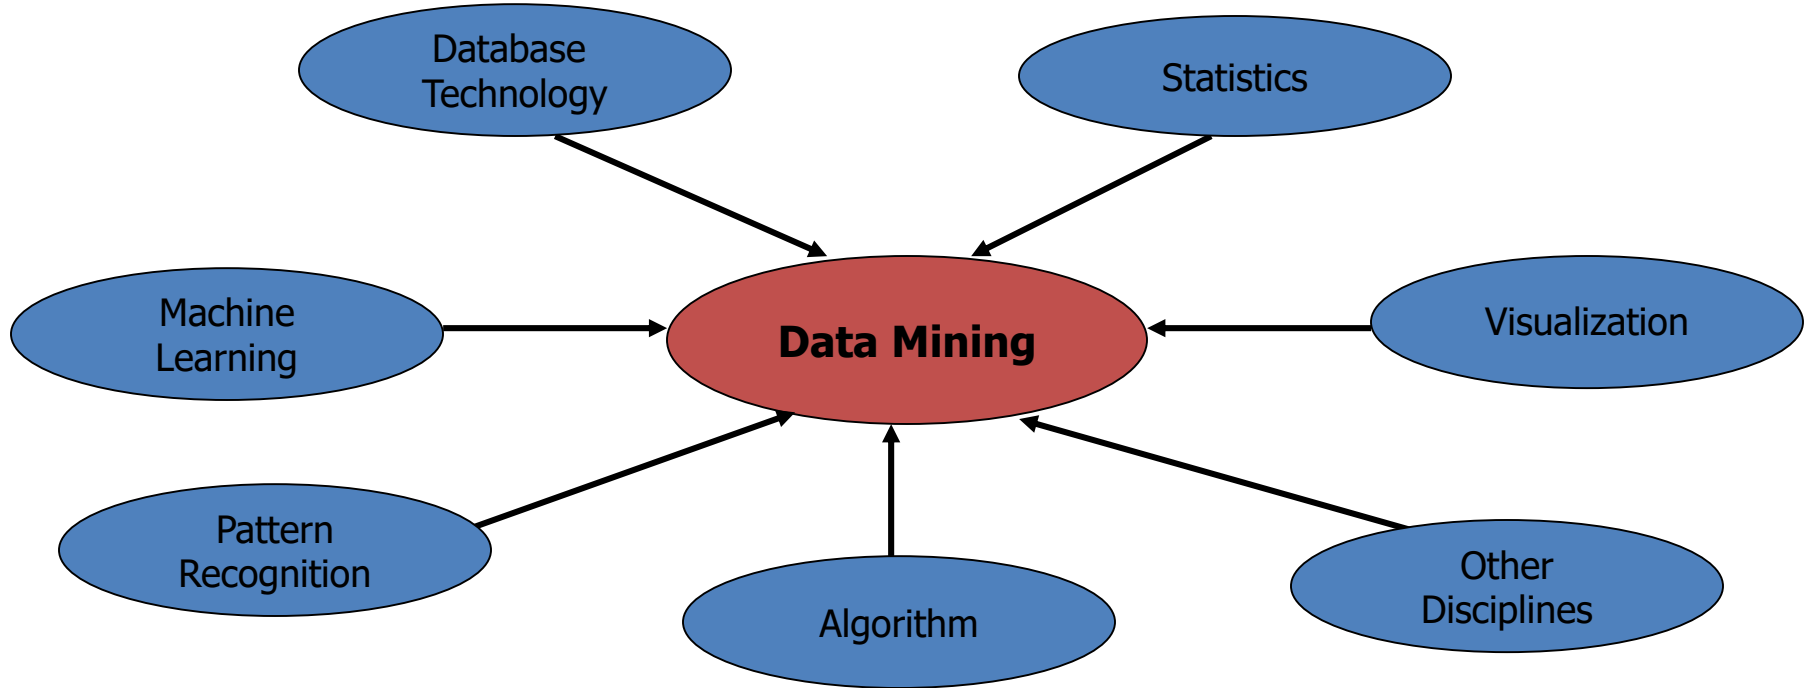 Database
Technology
Statistics
Machine
Learning
Data Mining
Visualization
Pattern
Recognition
Algorithm
Other
Disciplines